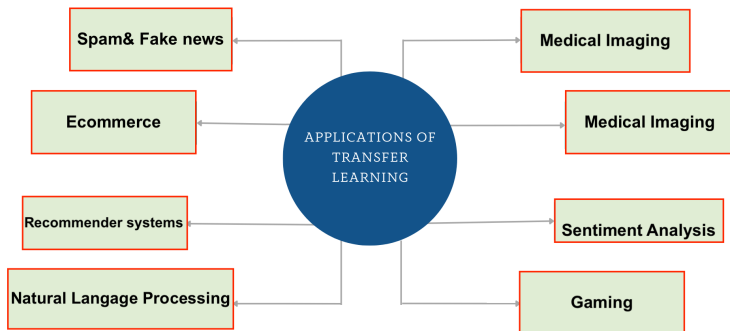 Spam& Fake news
Medical Imaging
Ecommerce
Medical Imaging
APPLICATIONS OF
TRANSFER
LEARNING
Recommender systems
Sentiment Analysis
Natural Langage Processing
Gaming